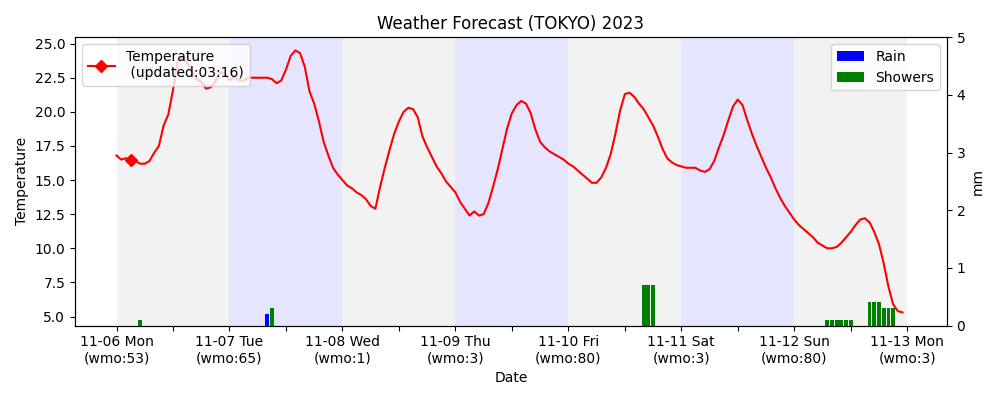 Weather Forecast (TOKYO) 2023
Temperature
(updated:03:16)
Rain
Showers
25.0
22.5
20.0
17.5
15.0
12.5
10.0
7.5
5.0
Temperature
5
4
3
2
1
0
mm
11-06 Mon
(wmo:53)
11-07 Tue
(wmo:65)
11-08 Wed
(wmo:1)
11-09 Thu
(wmo:3)
11-10 Fri
(wmo:80)
11-11 Sat
(wmo:3)
11-12 Sun
(wmo:80)
11-13 Mon
(wmo:3)
Date